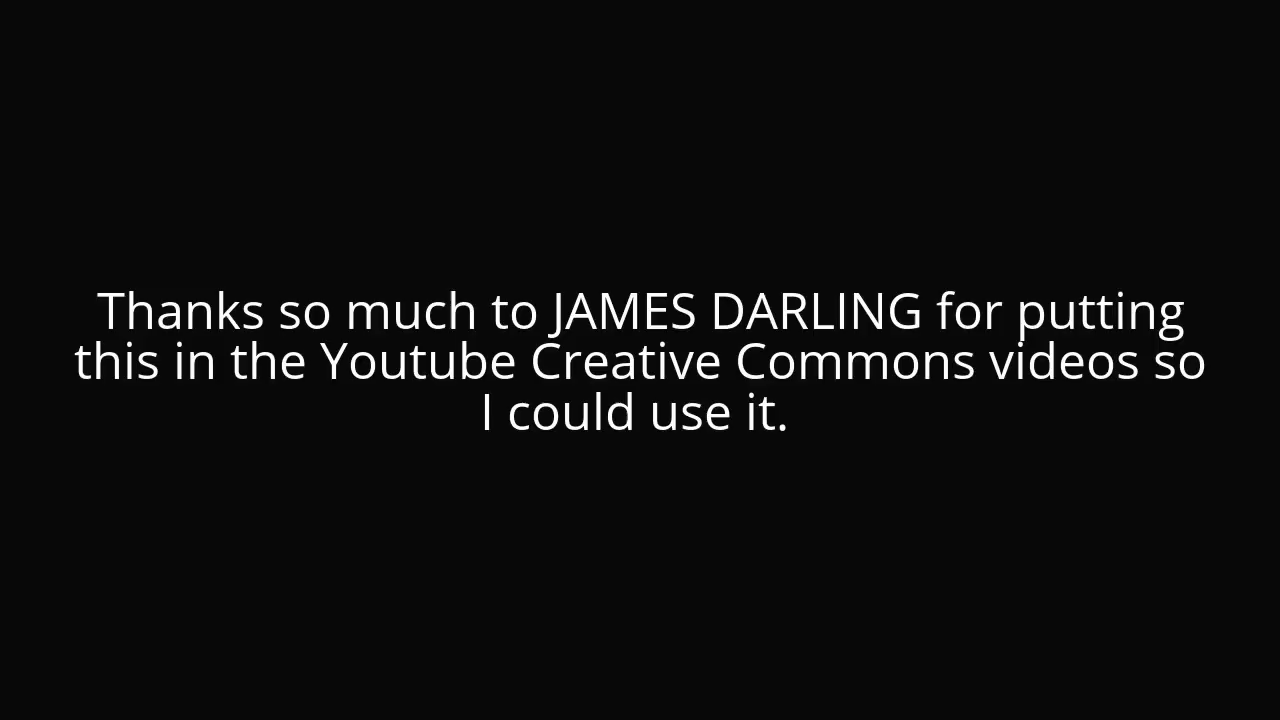 Thanks so much to JAMES DARLING for putting
this in the Youtube Creative Commons videos so
I could use it.